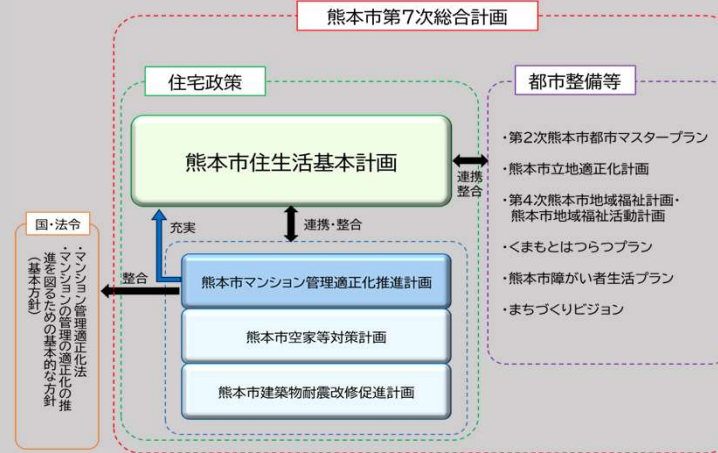 熊本市第7次総合計画
住宅政策
都市整備等
熊本市住生活基本計画
連携
整合
・第2次熊本市都市マスタープラン
・熊本市立地適正化計画
・第4次熊本市地域福祉計画・
熊本市地域福祉活動計画
・くまもとはつらつプラン
・熊本市障がい者生活プラン
・まちづくりビジョン
充実
連携・整合
国・法令
・マンション管理適正化法
・マンションの管理の適正化の推
進を図るための基本的な方針
（基本方針）
整合
熊本市マンション管理適正化推進計画
熊本市空家等対策計画
熊本市建築物耐震改修促進計画